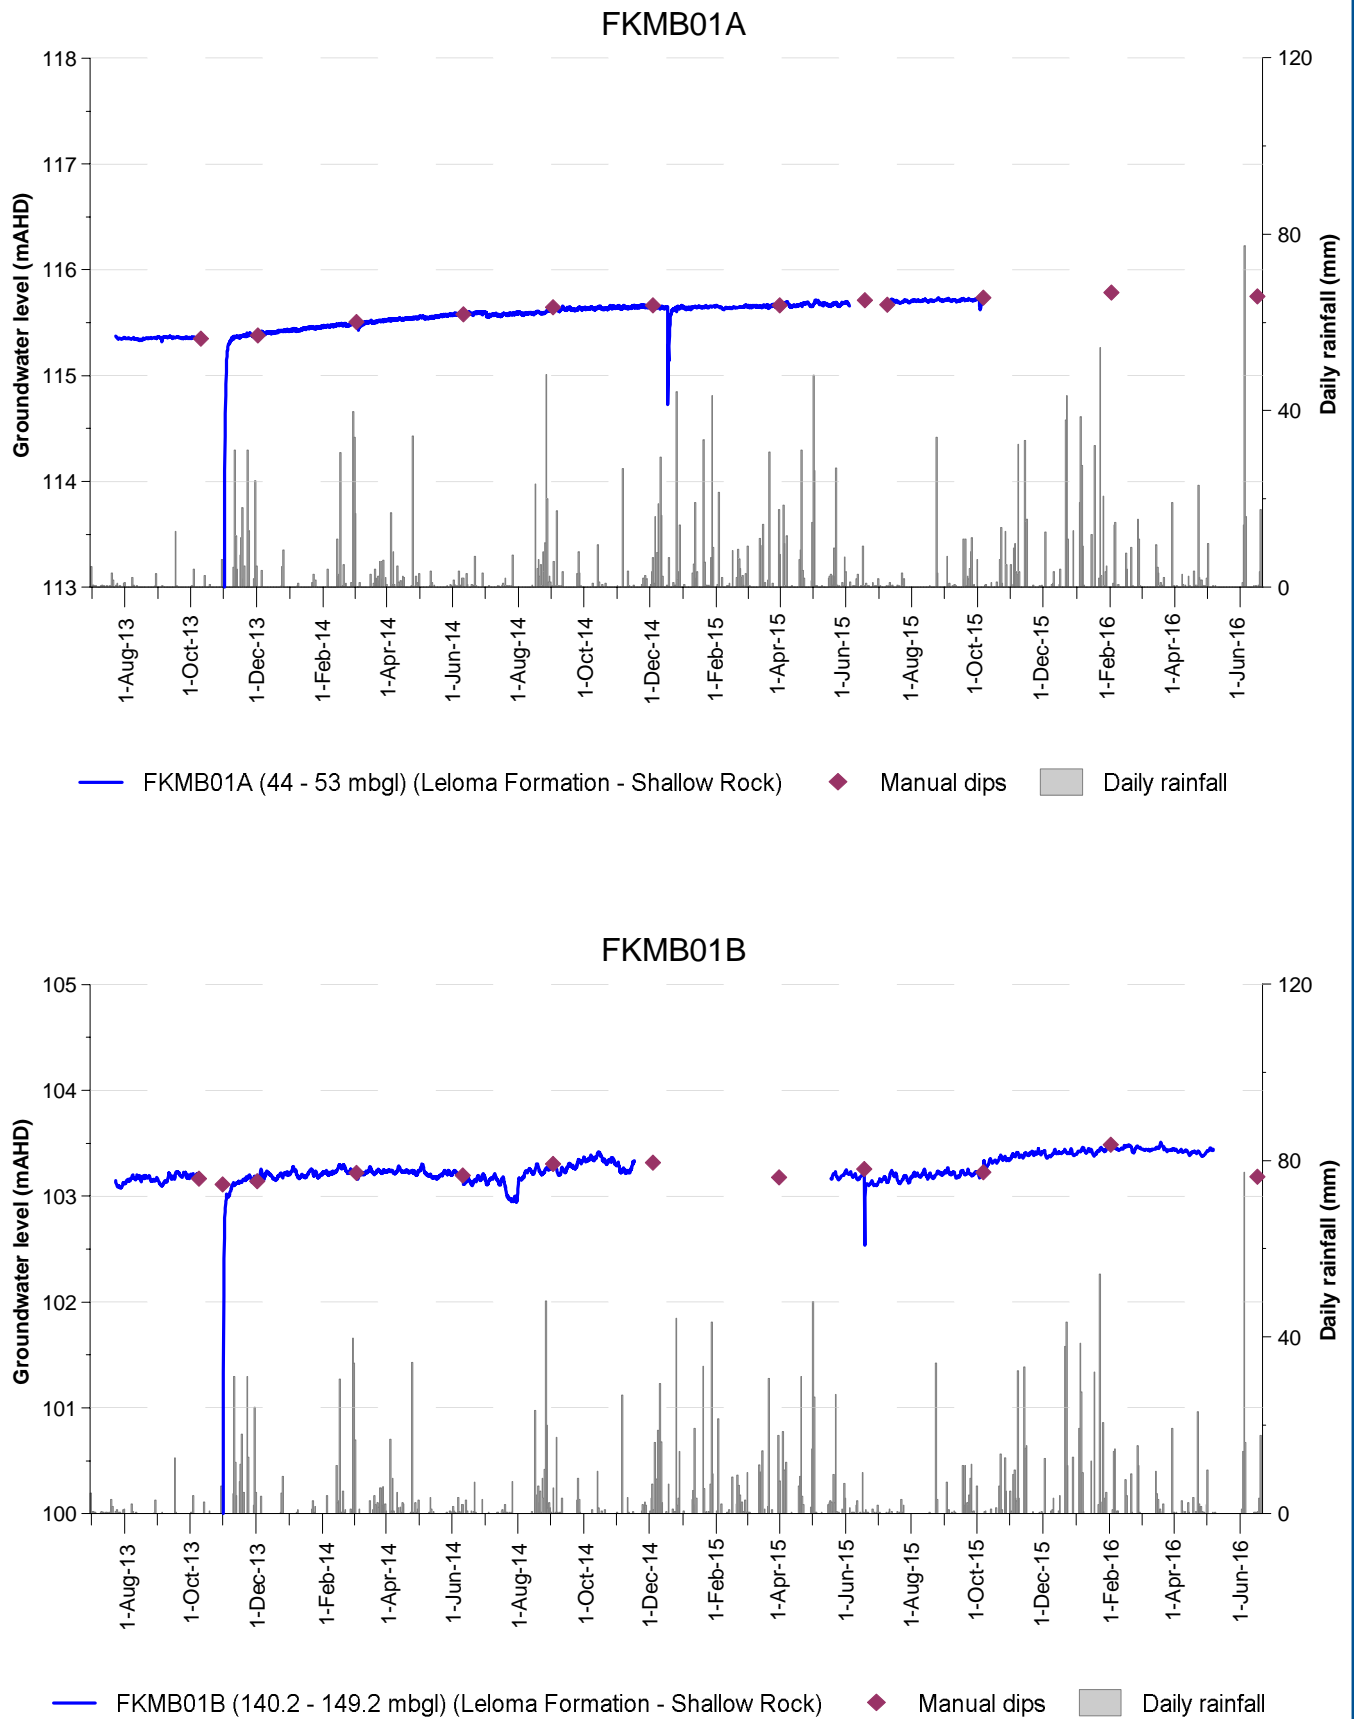 FKMB01A
118
117
116
115
114
113
120
80
40
0
Groundwater level (mAHD)
Daily rainfall (mm)
1-Aug-13
1-Oct-13
1-Dec-13
1-Feb-14
1-Apr-14
1-Jun-14
1-Aug-14
1-Oct-14
1-Dec-14
1-Feb-15
1-Apr-15
1-Jun-15
1-Aug-15
1-Oct-15
1-Dec-15
1-Feb-16
1-Apr-16
1-Jun-16
FKMB01A (44 - 53 mbgl) (Leloma Formation - Shallow Rock) Manual dips Daily rainfall
FKMB01B
105
104
103
102
101
100
120
80
40
0
Groundwater level (mAHD)
Daily rainfall (mm)
1-Aug-13
1-Oct-13
1-Dec-13
1-Feb-14
1-Apr-14
1-Jun-14
1-Aug-14
1-Oct-14
1-Dec-14
1-Feb-15
1-Apr-15
1-Jun-15
1-Aug-15
1-Oct-15
1-Dec-15
1-Feb-16
1-Apr-16
1-Jun-16
FKMB01B (140.2 - 149.2 mbgl) (Leloma Formation - Shallow Rock) Manual dips Daily rainfall